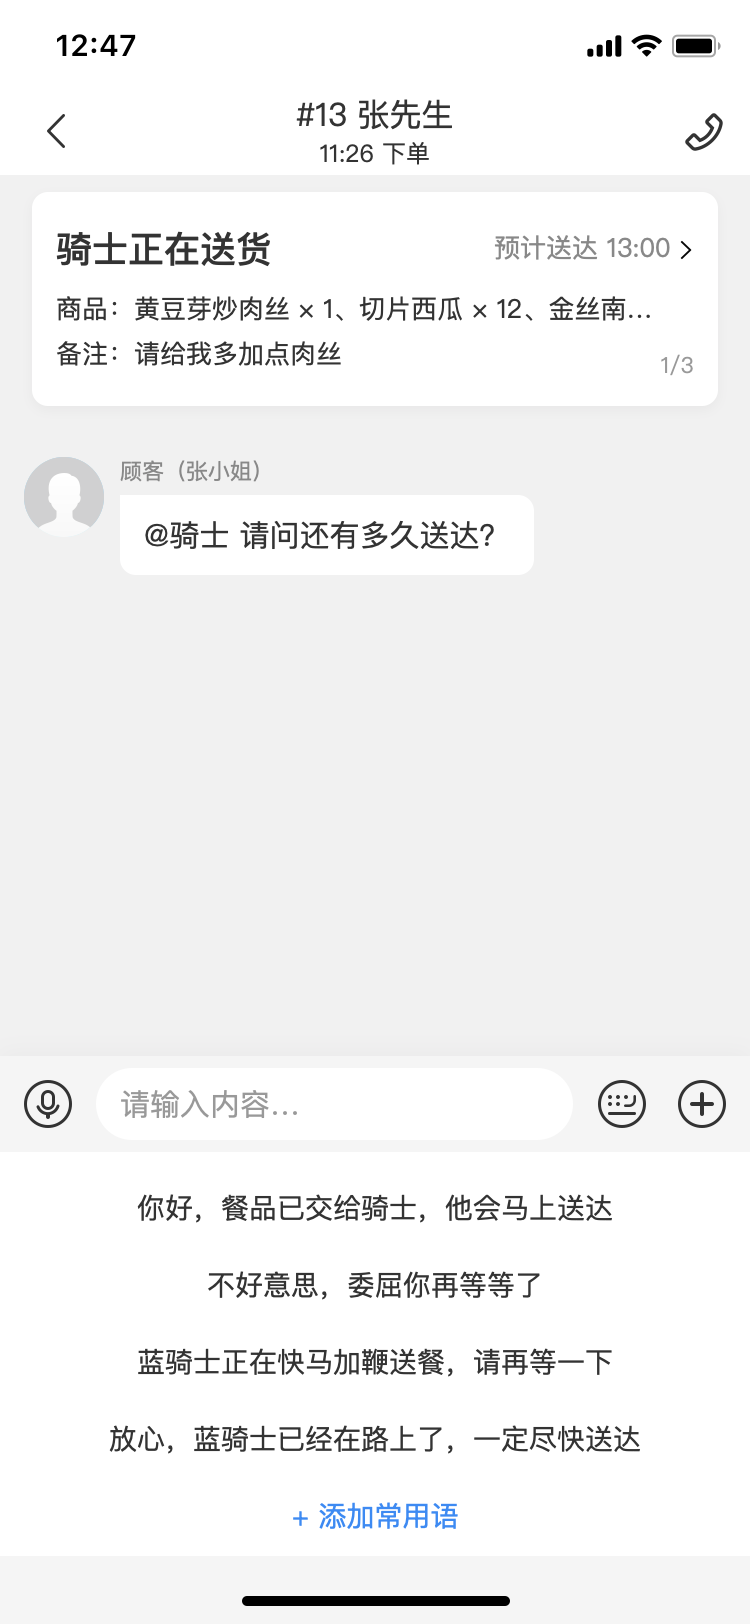 12:47
#13 张先生
11:26 下单
骑士正在送货
预计送达 13:00
商品：黄豆芽炒肉丝 × 1、切片西瓜 × 12、金丝南...
备注：请给我多加点肉丝
1/3
顾客（张小姐）
@骑士 请问还有多久送达?
请输入内容...
你好，餐品已交给骑士，他会马上送达
不好意思，委屈你再等等了
蓝骑士正在快马加鞭送餐，请再等一下
放心，蓝骑士已经在路上了，一定尽快送达
+ 添加常用语